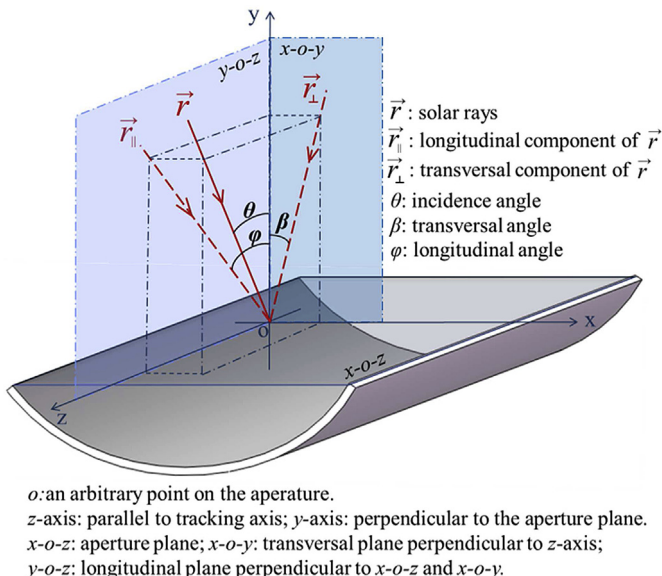 y
y-o-z
x-o-y
r⃗∥
r⃗
r⃗⊥
r⃗ : solar rays
r⃗∥ : longitudinal component of r⃗
r⃗⊥ : transversal component of r⃗
θ: incidence angle
β: transversal angle
φ: longitudinal angle
θ
β
φ
o
x
x-o-z
z
o:an arbitrary point on the aperature.
z-axis: parallel to tracking axis; y-axis: perpendicular to the aperture plane.
x-o-z: aperture plane; x-o-y: transversal plane perpendicular to z-axis;
y-o-z: longitudinal plane perpendicular to x-o-z and x-o-y.